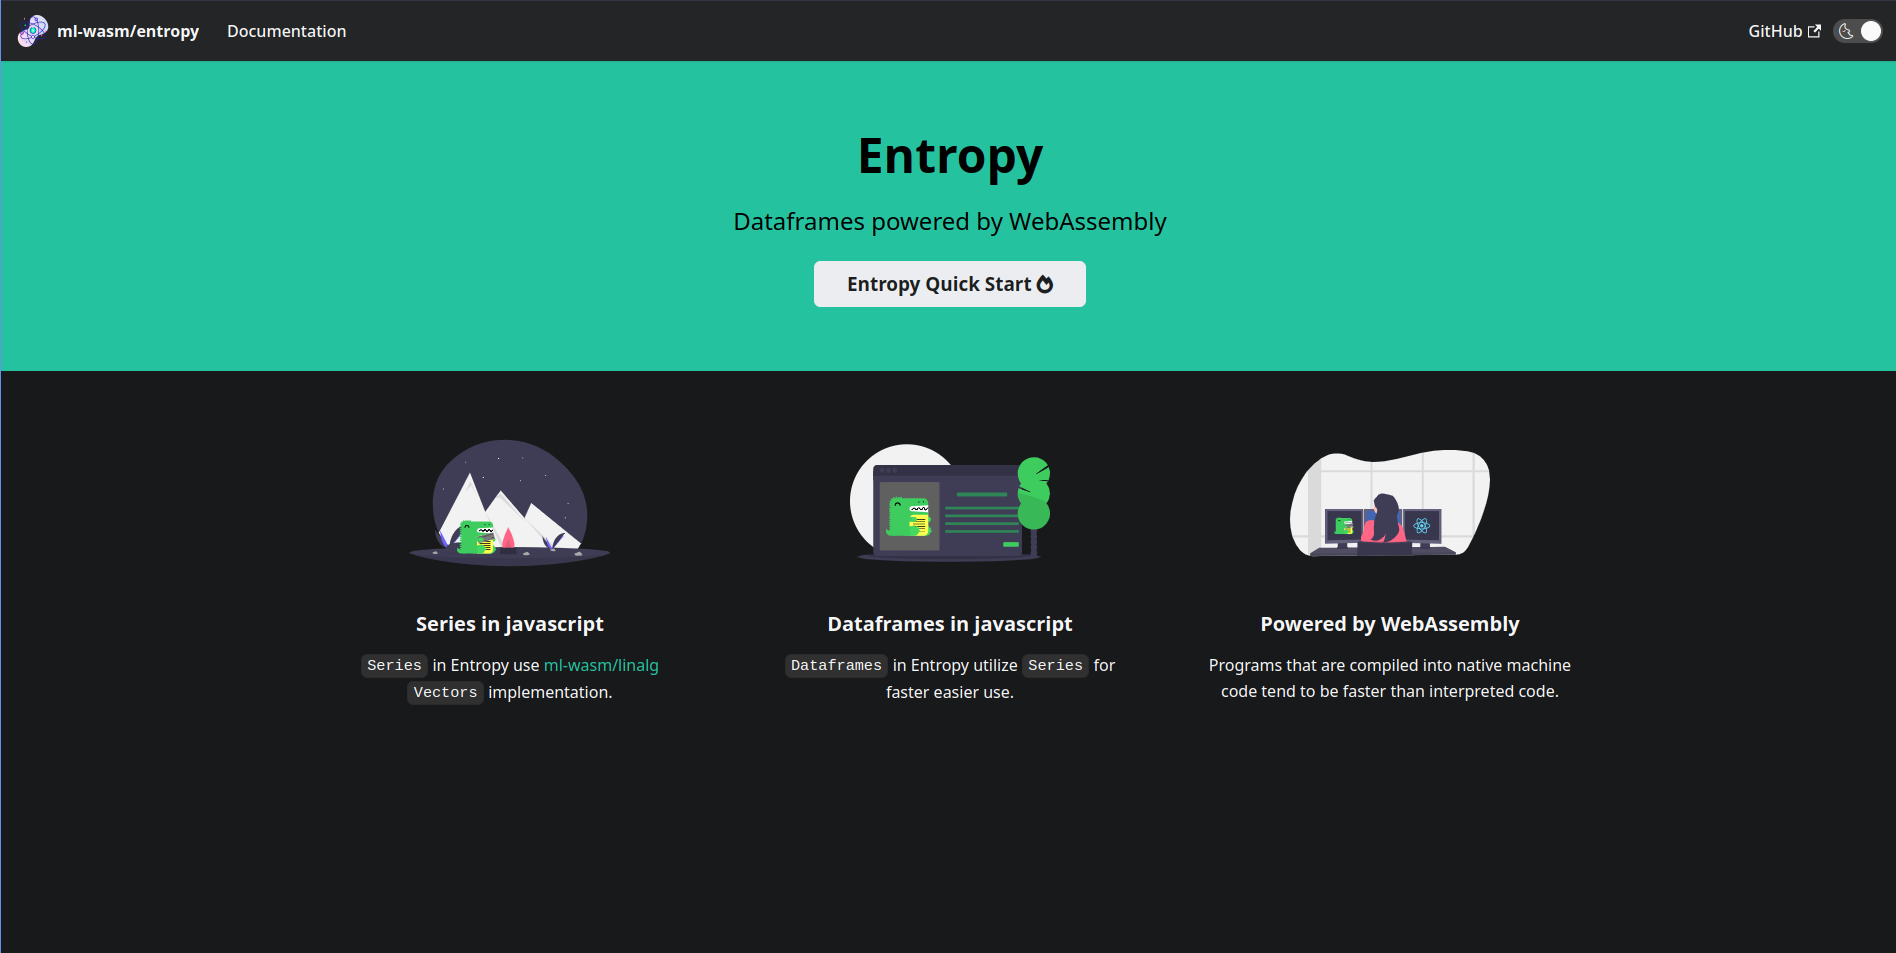 ml-wasm/entropy Documentation GitHub
Entropy
Dataframes powered by WebAssembly
Entropy Quick Start
Series in javascript
Series in Entropy use ml-wasm/linalg
Vectors implementation.
Dataframes in javascript
Dataframes in Entropy utilize Series for
faster easier use.
Powered by WebAssembly
Programs that are compiled into native machine
code tend to be faster than interpreted code.